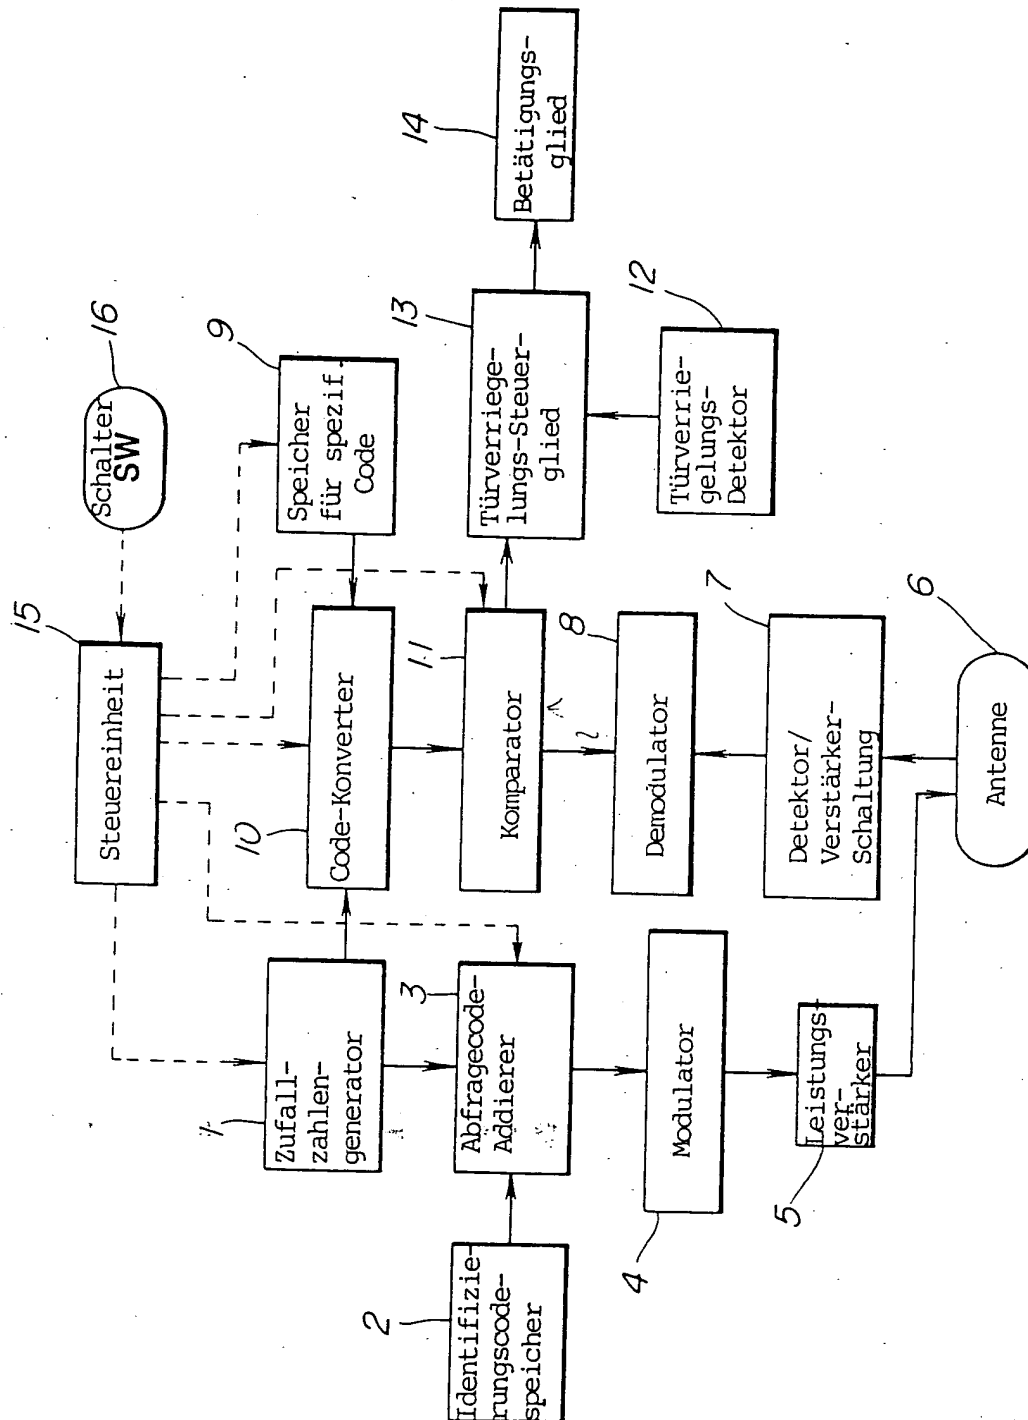 Schalter
SW
16
Steuereinheit
15
Zufall-
zahlen-
generator
1
Code-Konverter
10
Speicher
für spezif.
Code
9
Identifizie-
rungscode-
speicher
2
Abfragecode-
Addierer
3
Komparator
11
Türverriege-
lungs-Steuer-
glied
13
Betätigungs-
glied
14
Modulator
4
Demodulator
8
Türverrie-
gelungs-
Detektor
12
Leistungs-
ver-
stärker
5
Detektor/
Verstärker-
Schaltung
7
Antenne
6